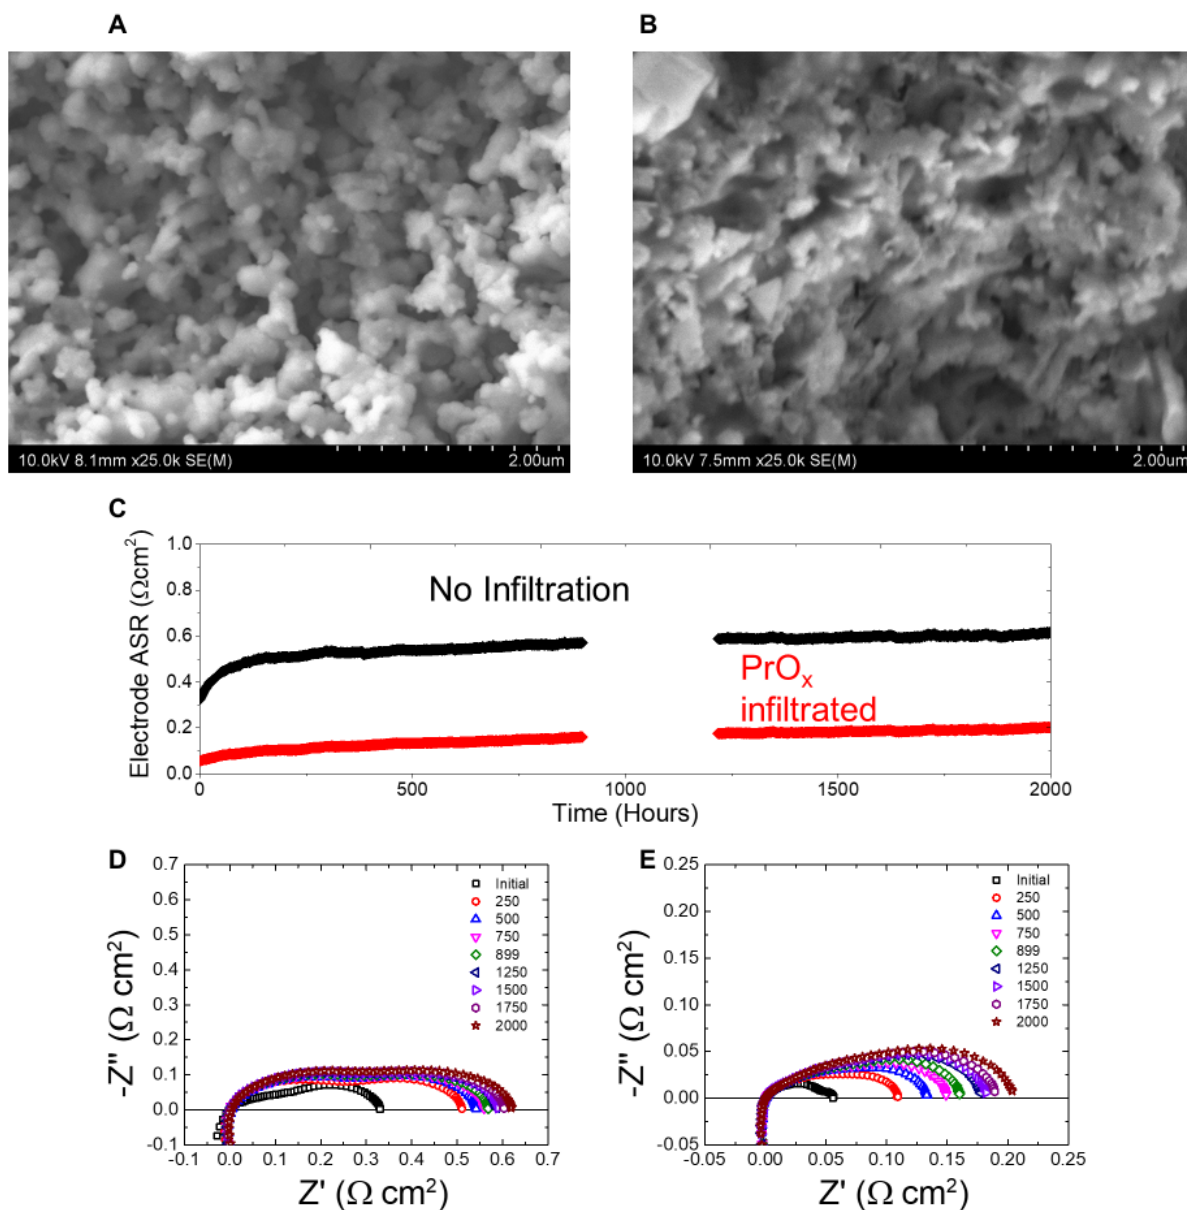 A
B
10.0kV 8.1mm x25.0k SE(M)
2.00um
10.0kV 7.5mm x25.0k SE(M)
2.00um
C
Electrode ASR (Ωcm²)
1.0
0.8
0.6
0.4
0.2
0.0
No Infiltration
PrOₓ
infiltrated
0
500
1000
1500
2000
Time (Hours)
D
-Z" (Ω cm²)
0.7
0.6
0.5
0.4
0.3
0.2
0.1
0.0
-0.1
Initial
250
500
750
899
1250
1500
1750
2000
-0.1
0.0
0.1
0.2
0.3
0.4
0.5
0.6
0.7
Z' (Ω cm²)
E
-Z" (Ω cm²)
0.25
0.20
0.15
0.10
0.05
0.00
-0.05
Initial
250
500
750
899
1250
1500
1750
2000
-0.05
0.00
0.05
0.10
0.15
0.20
0.25
Z' (Ω cm²)